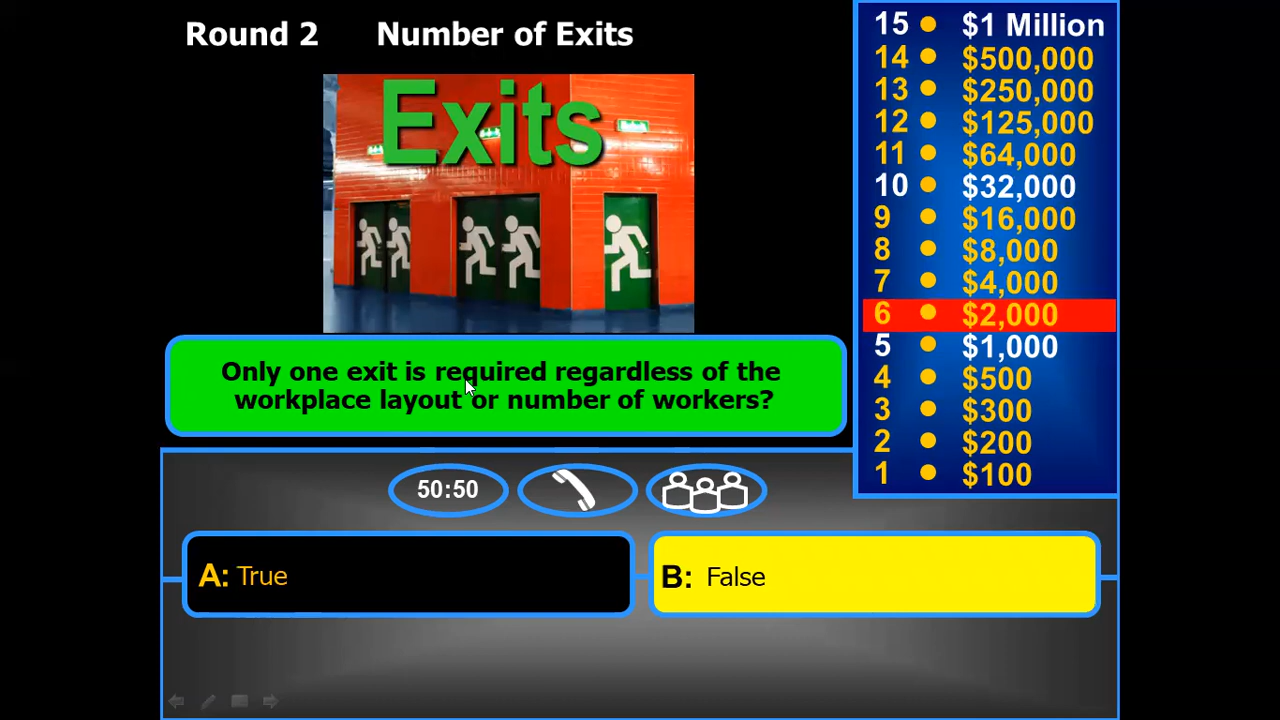 Round 2 Number of Exits
Exits
Only one exit is required regardless of the
workplace layout or number of workers?
50:50
A: True
B: False
15 • $1 Million
14 • $500,000
13 • $250,000
12 • $125,000
11 • $64,000
10 • $32,000
9 • $16,000
8 • $8,000
7 • $4,000
6 • $2,000
5 • $1,000
4 • $500
3 • $300
2 • $200
1 • $100